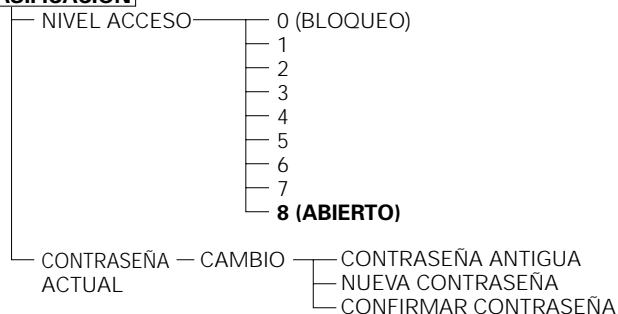 NIVEL ACCESO 0 (BLOQUEO)
1
2
3
4
5
6
7
8 (ABIERTO)
CONTRASEÑA CAMBIO CONTRASEÑA ANTIGUA
ACTUAL NUEVA CONTRASEÑA
CONFIRMAR CONTRASEÑA